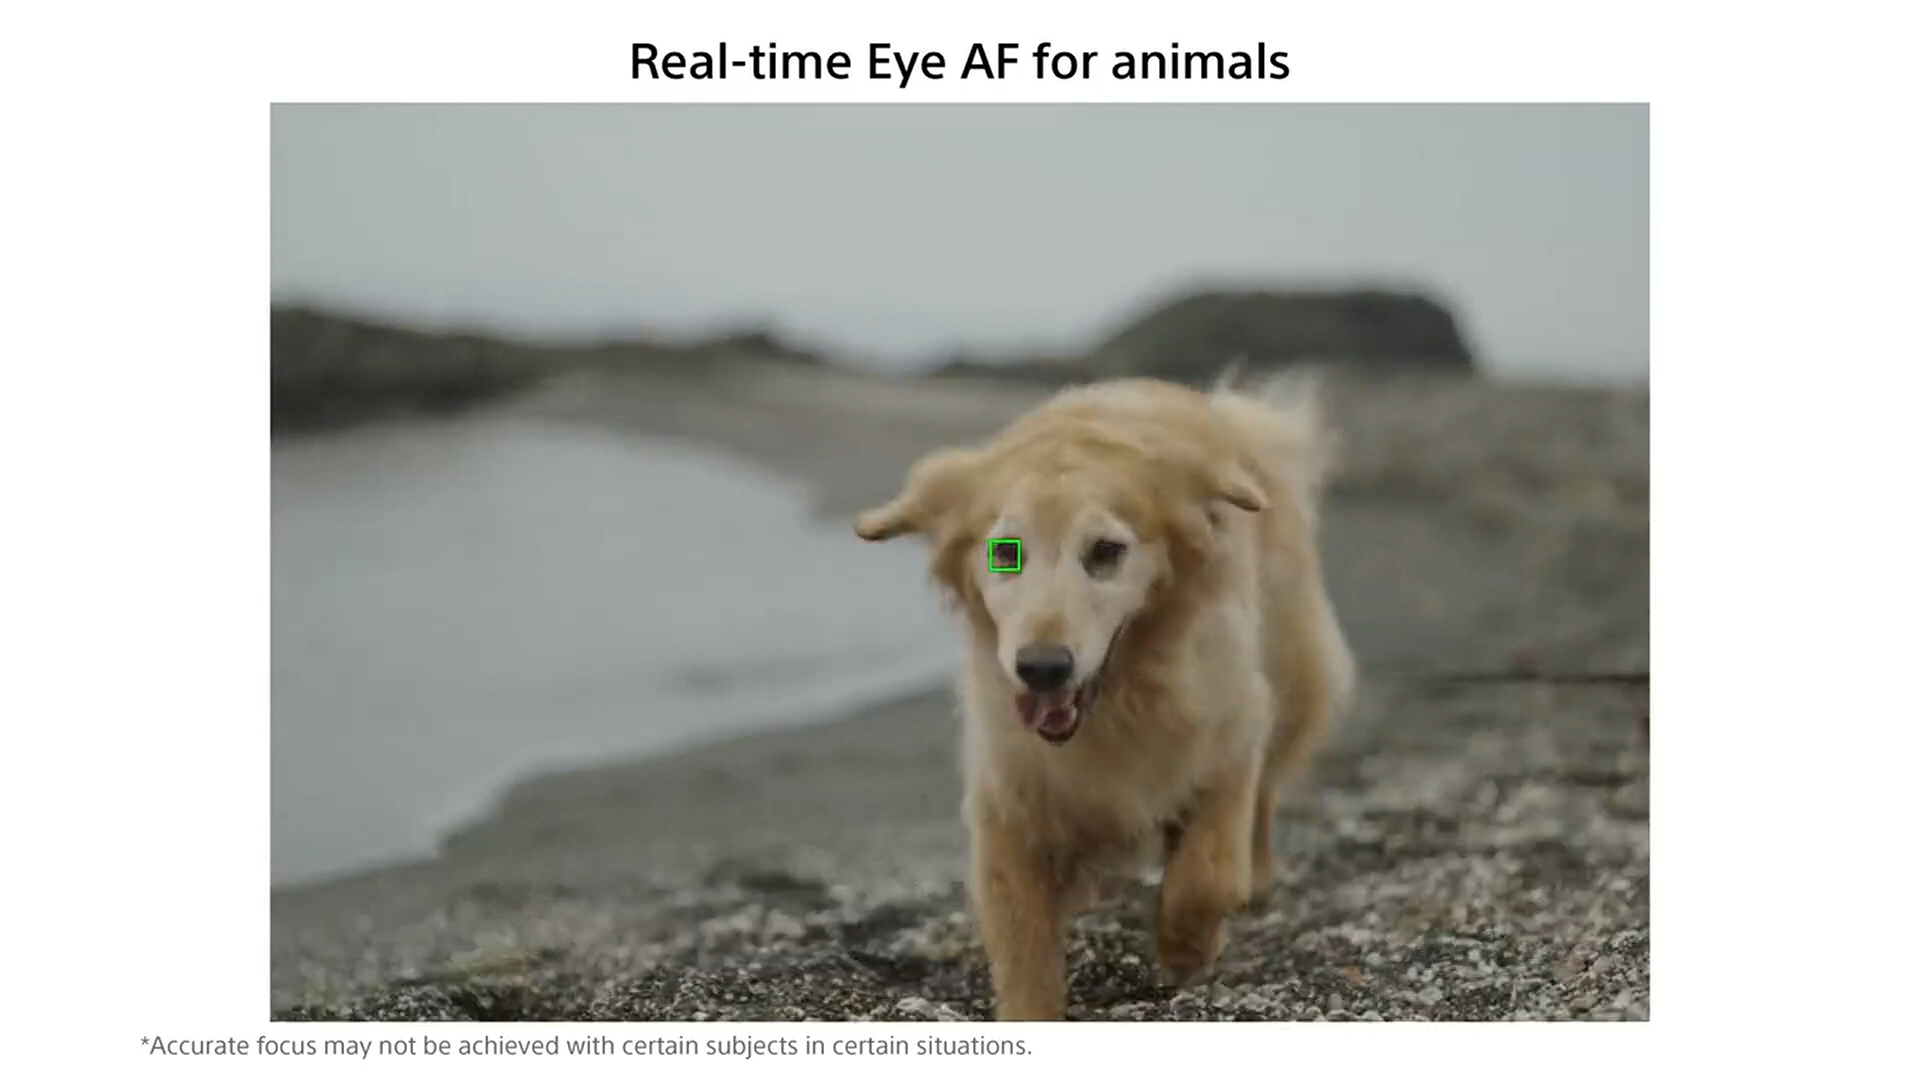 Real-time Eye AF for animals
*Accurate focus may not be achieved with certain subjects in certain situations.